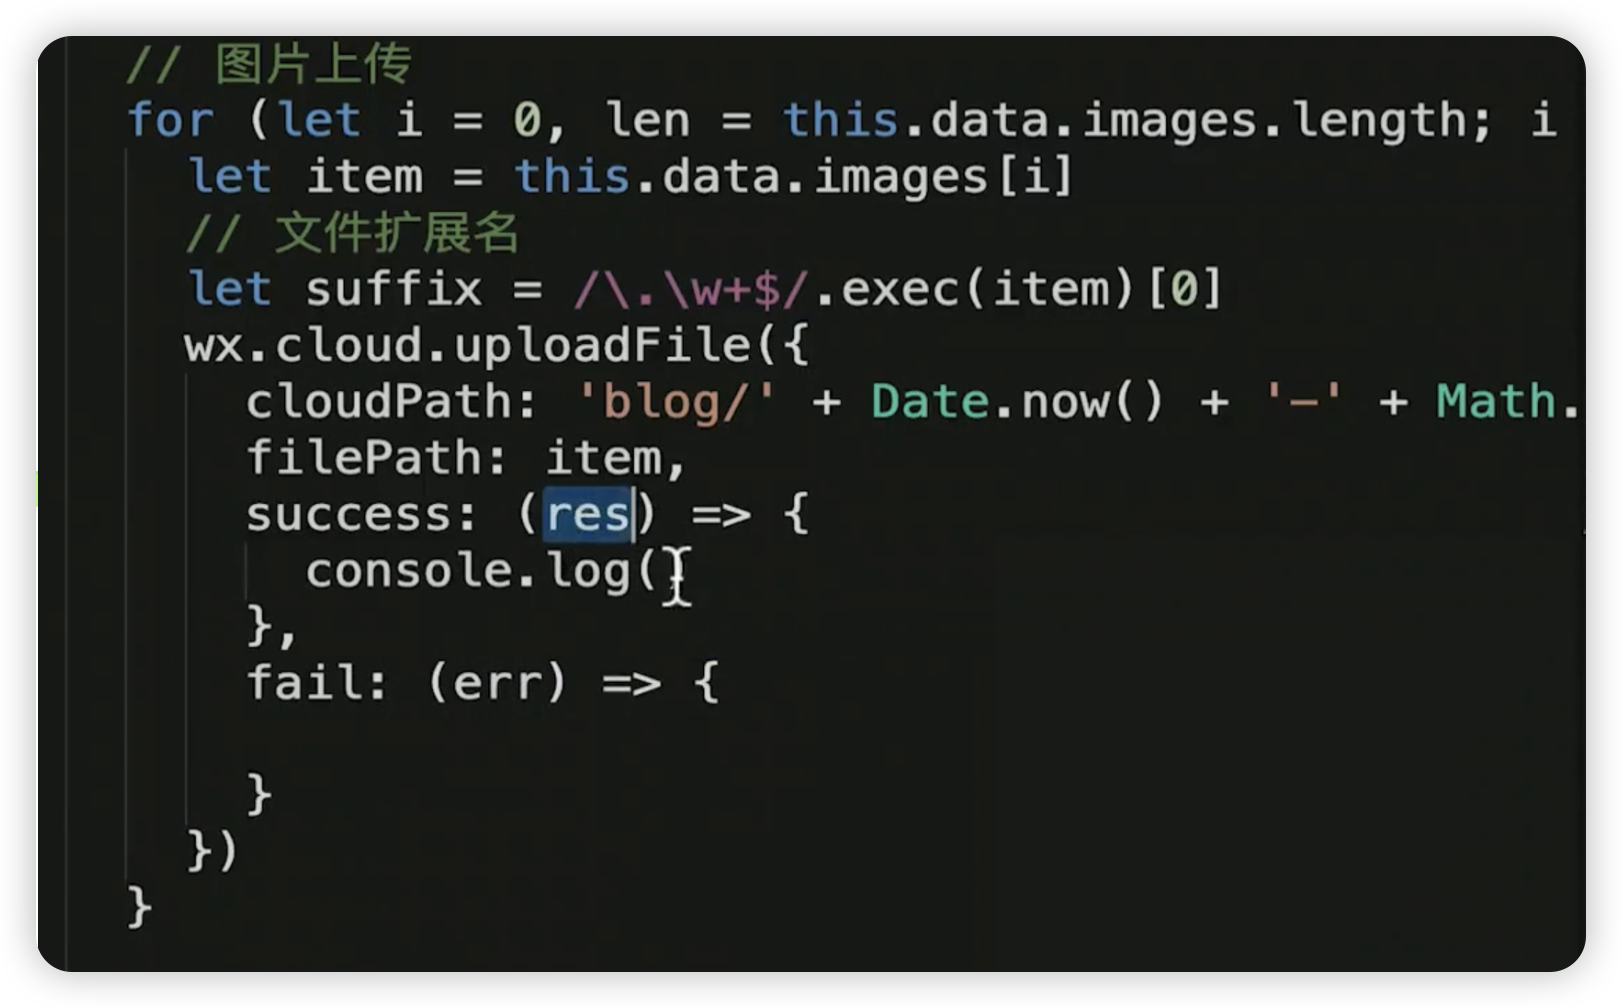 // 图片上传
for (let i = 0, len = this.data.images.length; i
let item = this.data.images[i]
// 文件扩展名
let suffix = /\.\w+$/.exec(item)[0]
wx.cloud.uploadFile({
cloudPath: 'blog/' + Date.now() + '-' + Math.
filePath: item,
success: (res) => {
console.log()
},
fail: (err) => {
}
})
}